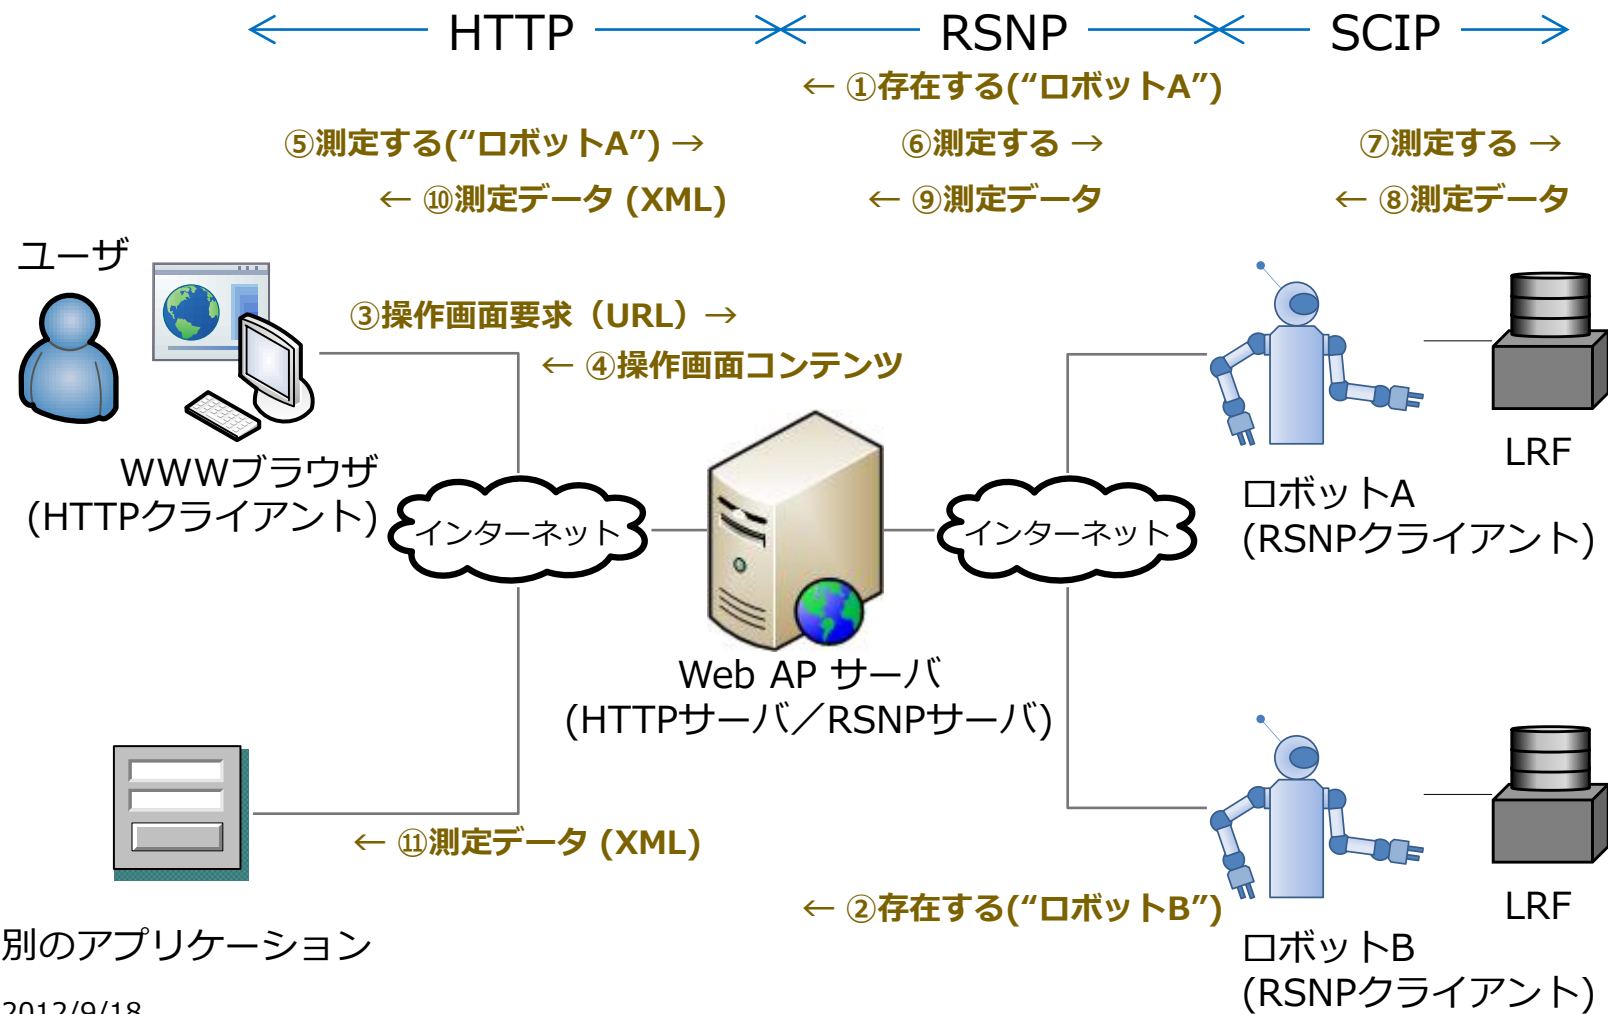 HTTP
RSNP
SCIP
← ①存在する(“ロボットA”)
⑤測定する(“ロボットA”) →
⑥測定する →
⑦測定する →
← ⑩測定データ (XML)
← ⑨測定データ
← ⑧測定データ
ユーザ
③操作画面要求（URL）→
← ④操作画面コンテンツ
WWWブラウザ
(HTTPクライアント)
インターネット
インターネット
LRF
ロボットA
(RSNPクライアント)
Web AP サーバ
(HTTPサーバ／RSNPサーバ)
← ⑪測定データ (XML)
← ②存在する(“ロボットB”)
LRF
別のアプリケーション
ロボットB
(RSNPクライアント)
2012/9/18